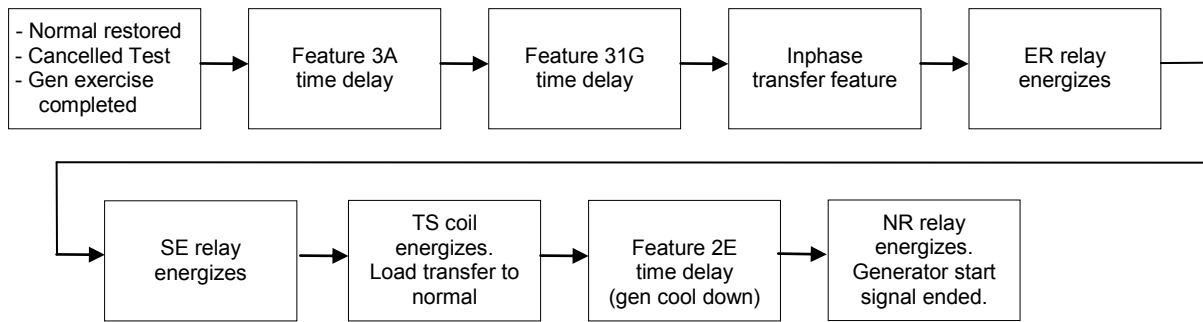 - Normal restored
- Cancelled Test
- Gen exercise
completed
Feature 3A
time delay
Feature 31G
time delay
Inphase
transfer feature
ER relay
energizes
SE relay
energizes
TS coil
energizes.
Load transfer to
normal
Feature 2E
time delay
(gen cool down)
NR relay
energizes.
Generator start
signal ended.